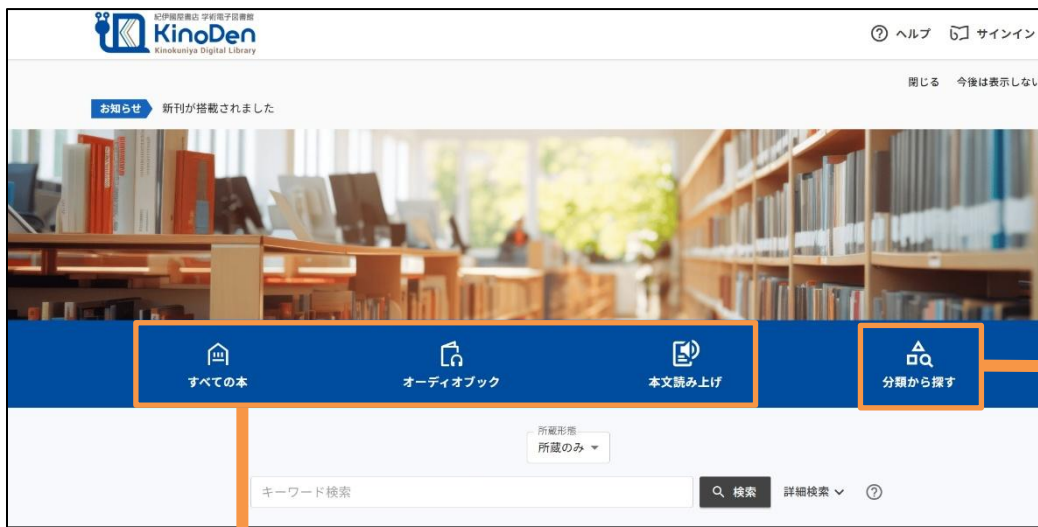 紀伊國屋書店 学術電子図書館
KinoDen
Kinokuniya Digital Library
ヘルプ サインイン
閉じる 今後は表示しない
お知らせ 新刊が搭載されました
すべての本 オーディオブック 本文読み上げ 分類から探す
所蔵形態
所蔵のみ
キーワード検索 検索 詳細検索